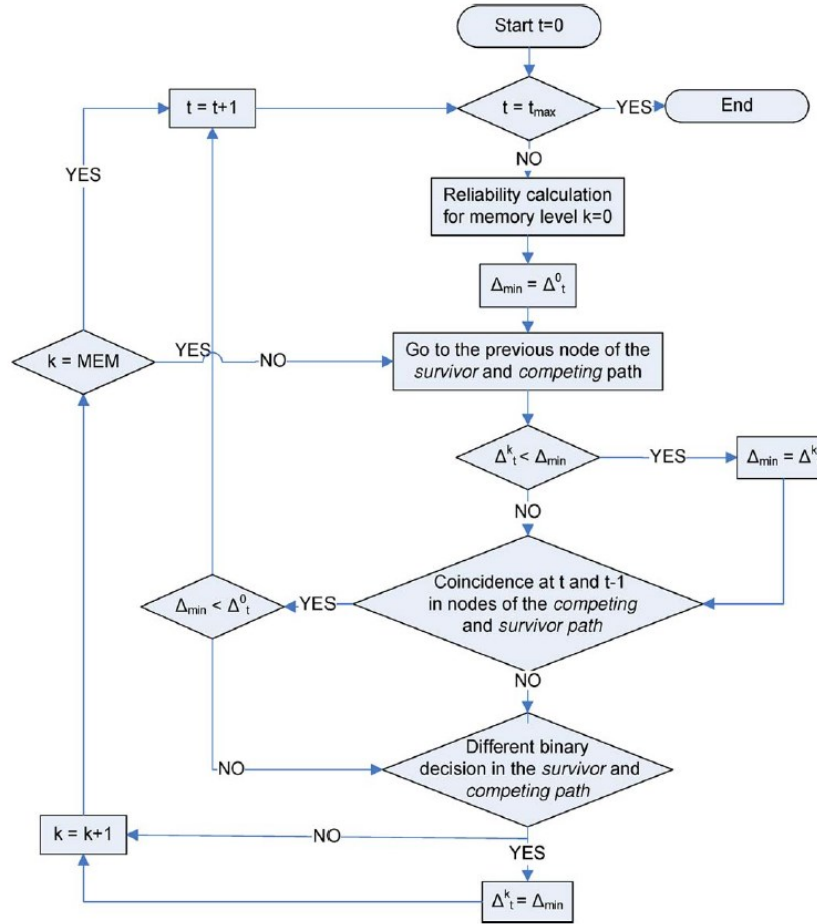 Start t=0
t = t+1
t = tmax
YES
End
YES
NO
Reliability calculation
for memory level k=0
Δmin = Δ⁰t
k = MEM
YES
NO
Go to the previous node of the
survivor and competing path
Δᵏt < Δmin
YES
Δmin = Δᵏ
NO
Coincidence at t and t-1
in nodes of the competing
and survivor path
YES
Δmin < Δ⁰t
NO
Different binary
decision in the survivor and
competing path
NO
k = k+1
NO
YES
Δᵏt = Δmin